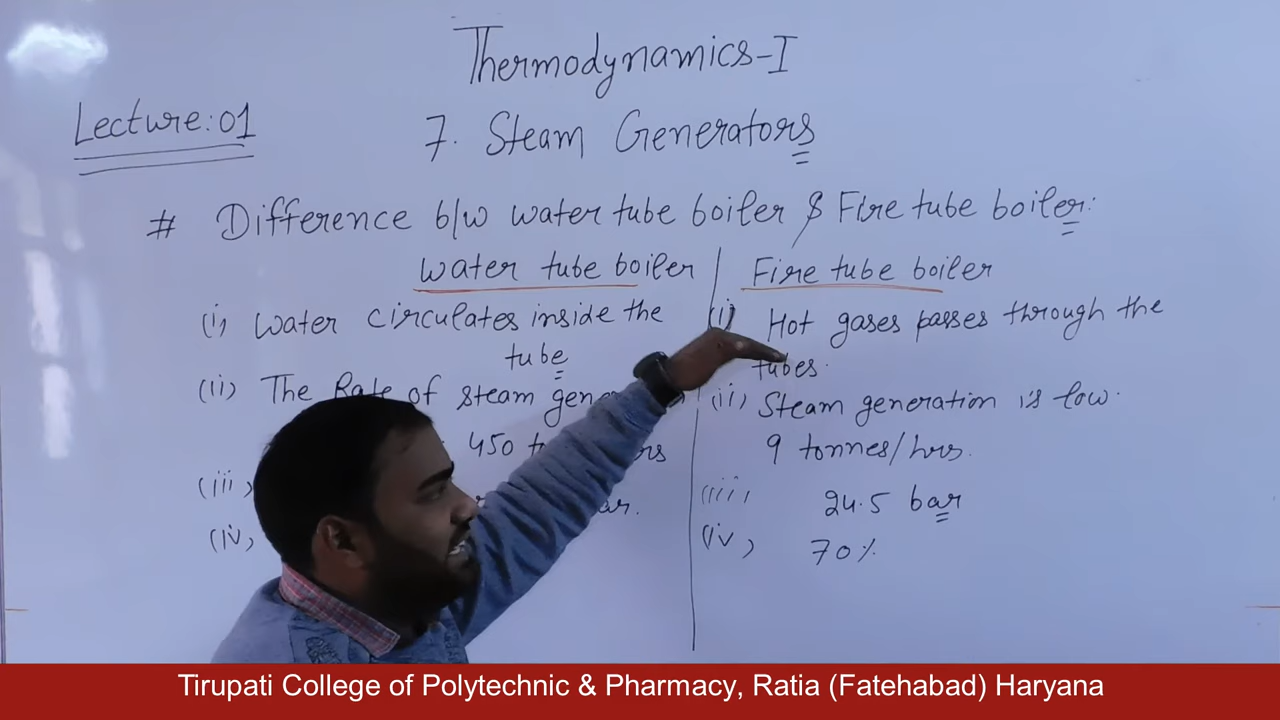 Thermodynamics-I
Lecture: 01
7. Steam Generators
# Difference b/w water tube boiler & Fire tube boiler:
water tube boiler
(i) water circulates inside the
tube
(ii) The Rate of steam
450
(iii)
(iv)
Fire tube boiler
(i) Hot gases passes through the
tubes.
(ii) Steam generation is low.
9 tonnes/hrs.
(iii) 24.5 bar
(iv) 70%
Tirupati College of Polytechnic & Pharmacy, Ratia (Fatehabad) Haryana